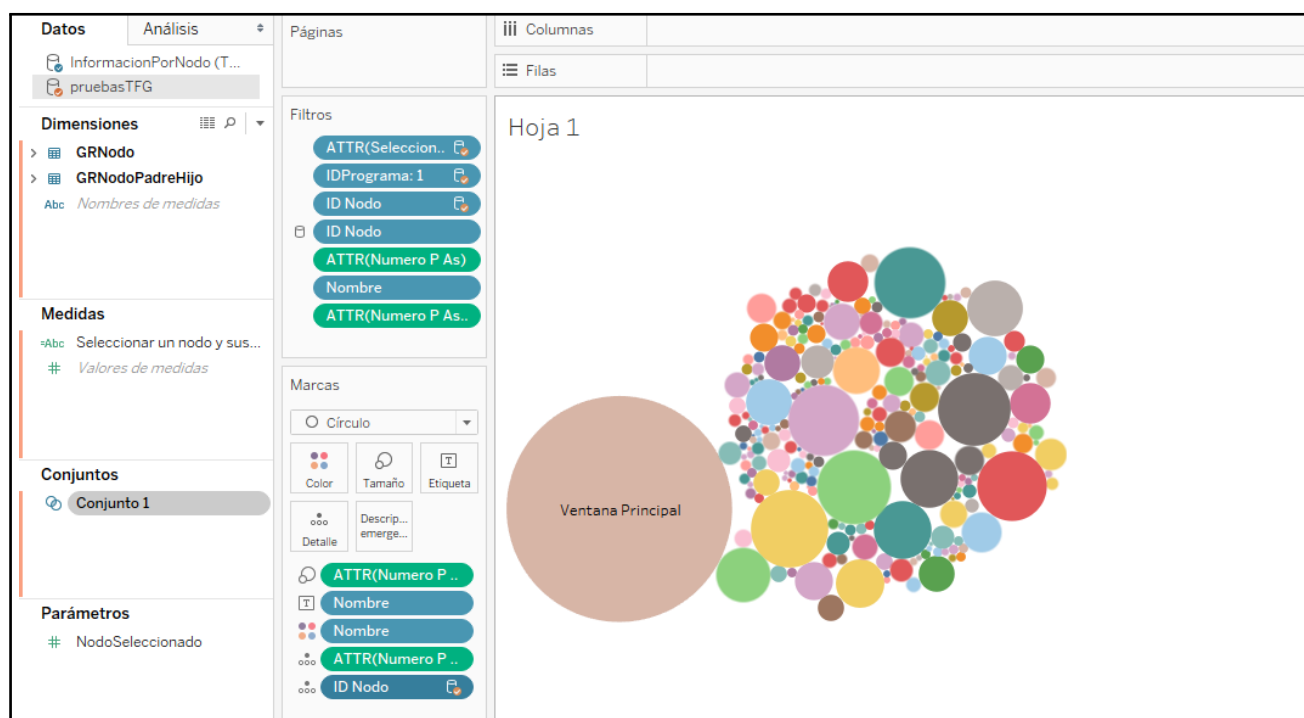 Datos
Análisis
InformacionPorNodo (T...
pruebasTFG
Dimensiones
GRNodo
GRNodoPadreHijo
Abc Nombres de medidas
Medidas
=Abc Seleccionar un nodo y sus...
# Valores de medidas
Conjuntos
Conjunto 1
Parámetros
# NodoSeleccionado
Páginas
Filtros
ATTR(Seleccion..
IDPrograma: 1
ID Nodo
ID Nodo
ATTR(Numero P As)
Nombre
ATTR(Numero P As..
Marcas
Círculo
Color
Tamaño
T
Etiqueta
Detalle
Descrip...
emerge...
ATTR(Numero P ..
T Nombre
Nombre
ATTR(Numero P ..
ID Nodo
Columnas
Filas
Hoja 1
Ventana Principal